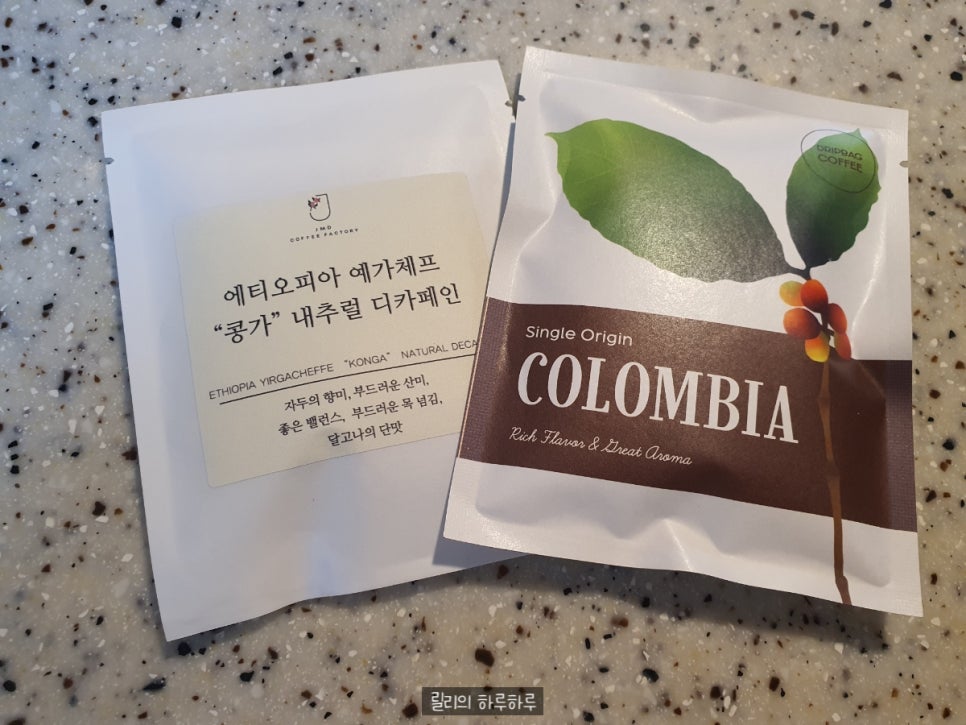 JMD
COFFEE FACTORY
에티오피아 예가체프
“콩가” 내추럴 디카페인
ETHIOPIA YIRGACHEFFE “KONGA” NATURAL DECA
자두의 향미, 부드러운 산미,
좋은 밸런스, 부드러운 목 넘김,
달고나의 단맛
DRIPBAG
COFFEE
Single Origin
COLOMBIA
Rich Flavor & Great Aroma
릴리의 하루하루